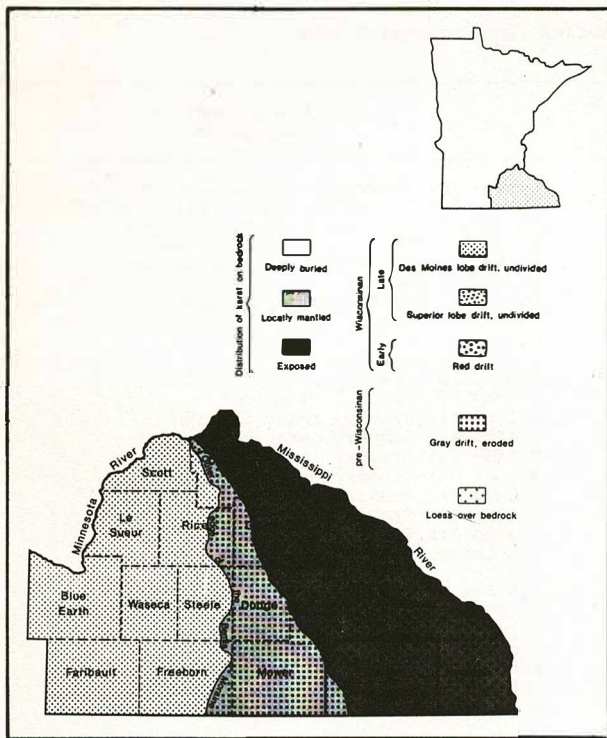 Distribution of karst on bedrock
Deeply buried
Locally mantled
Exposed
Wisconsinan
Late
Des Moines lobe drift, undivided
Superior lobe drift, undivided
Early
Red drift
pre-Wisconsinan
Gray drift, eroded
Loess over bedrock
Minnesota River
Mississippi River
Scott
Le
Sueur
Rice
Blue
Earth
Waseca
Steele
Dodge
Faribault
Freeborn
Mower